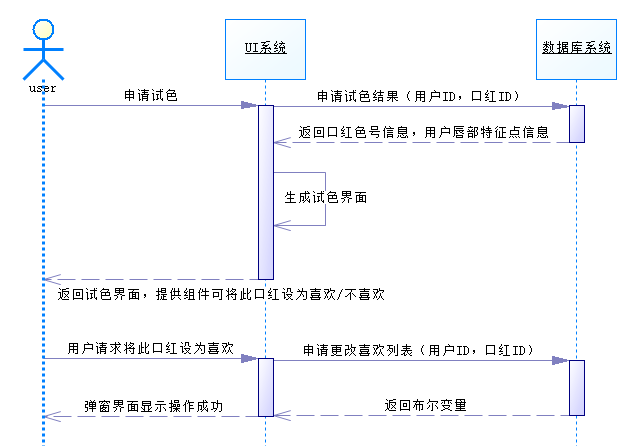 user
UI系统
数据库系统
申请试色
申请试色结果（用户ID，口红ID）
返回口红色号信息，用户唇部特征点信息
生成试色界面
返回试色界面，提供组件可将此口红设为喜欢/不喜欢
用户请求将此口红设为喜欢
申请更改喜欢列表（用户ID，口红ID）
弹窗界面显示操作成功
返回布尔变量